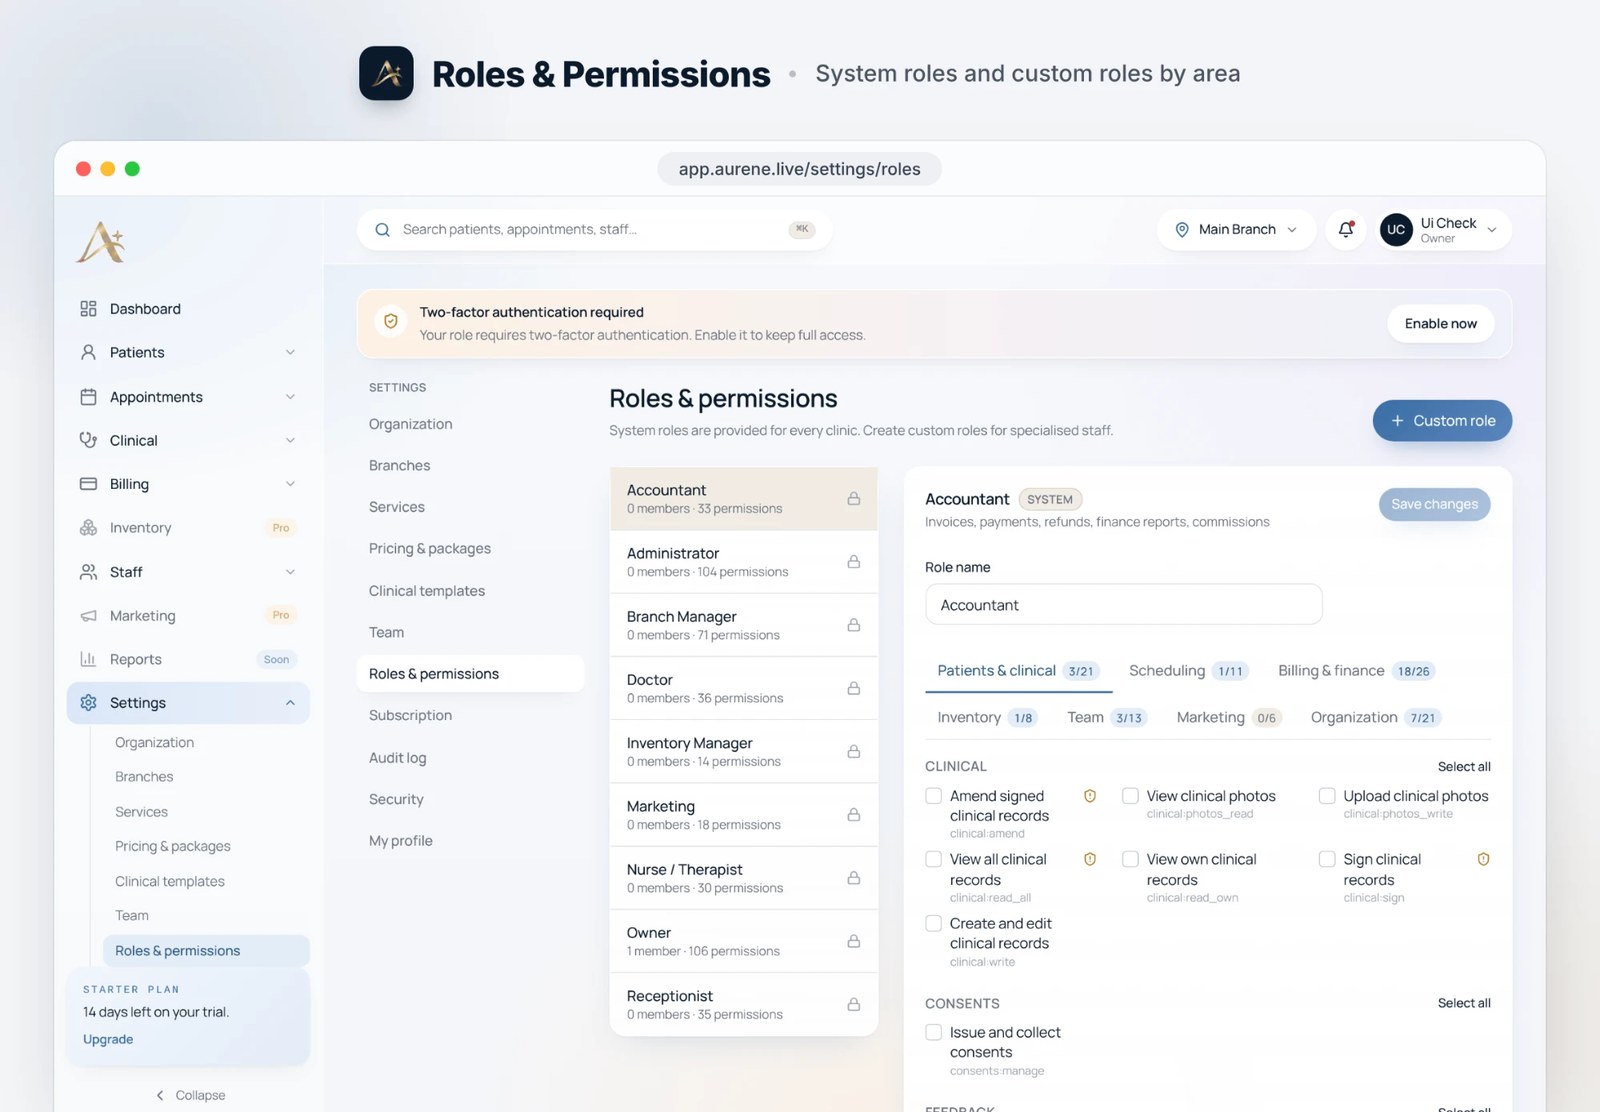 Roles & Permissions • System roles and custom roles by area
app.aurene.live/settings/roles
Search patients, appointments, staff...
⌘K
Main Branch
UC
Ui Check
Owner
Dashboard
Patients
Appointments
Clinical
Billing
Inventory Pro
Staff
Marketing Pro
Reports Soon
Settings
Organization
Branches
Services
Pricing & packages
Clinical templates
Team
Roles & permissions
STARTER PLAN
14 days left on your trial.
Upgrade
Collapse
Two-factor authentication required
Your role requires two-factor authentication. Enable it to keep full access.
Enable now
SETTINGS
Organization
Branches
Services
Pricing & packages
Clinical templates
Team
Roles & permissions
Subscription
Audit log
Security
My profile
Roles & permissions
System roles are provided for every clinic. Create custom roles for specialised staff.
+ Custom role
Accountant
0 members · 33 permissions
Administrator
0 members · 104 permissions
Branch Manager
0 members · 71 permissions
Doctor
0 members · 36 permissions
Inventory Manager
0 members · 14 permissions
Marketing
0 members · 18 permissions
Nurse / Therapist
0 members · 30 permissions
Owner
1 member · 106 permissions
Receptionist
0 members · 35 permissions
Accountant SYSTEM
Invoices, payments, refunds, finance reports, commissions
Save changes
Role name
Accountant
Patients & clinical 3/21 Scheduling 1/11 Billing & finance 18/26
Inventory 1/8 Team 3/13 Marketing 0/6 Organization 7/21
CLINICAL Select all
Amend signed
clinical records
clinical:amend
View clinical photos
clinical:photos_read
Upload clinical photos
clinical:photos_write
View all clinical
records
clinical:read_all
View own clinical
records
clinical:read_own
Sign clinical
records
clinical:sign
Create and edit
clinical records
clinical:write
CONSENTS Select all
Issue and collect
consents
consents:manage
FEEDBACK Select all